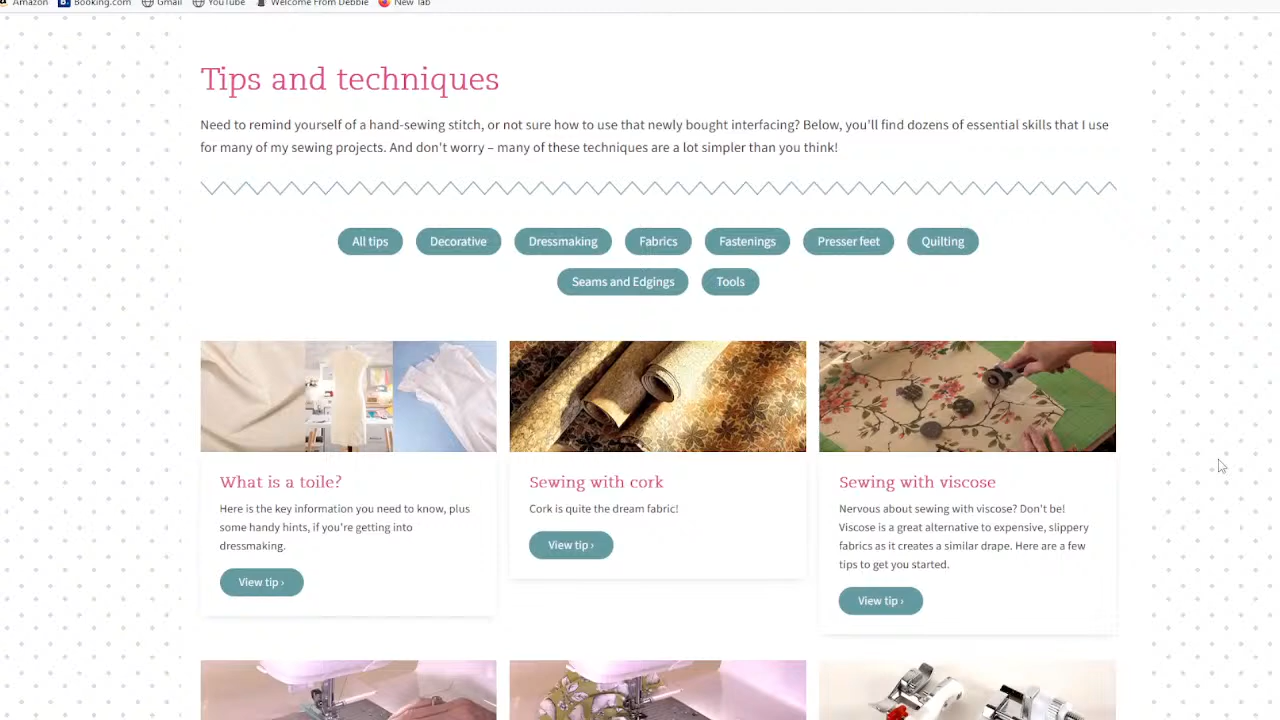 Amazon B. Booking.com Gmail YouTube Welcome From Debbie New Tab
Tips and techniques
Need to remind yourself of a hand-sewing stitch, or not sure how to use that newly bought interfacing? Below, you'll find dozens of essential skills that I use
for many of my sewing projects. And don't worry – many of these techniques are a lot simpler than you think!
All tips Decorative Dressmaking Fabrics Fastenings Presser feet Quilting
Seams and Edgings Tools
What is a toile?
Here is the key information you need to know, plus
some handy hints, if you're getting into
dressmaking.
View tip ›
Sewing with cork
Cork is quite the dream fabric!
View tip ›
Sewing with viscose
Nervous about sewing with viscose? Don't be!
Viscose is a great alternative to expensive, slippery
fabrics as it creates a similar drape. Here are a few
tips to get you started.
View tip ›